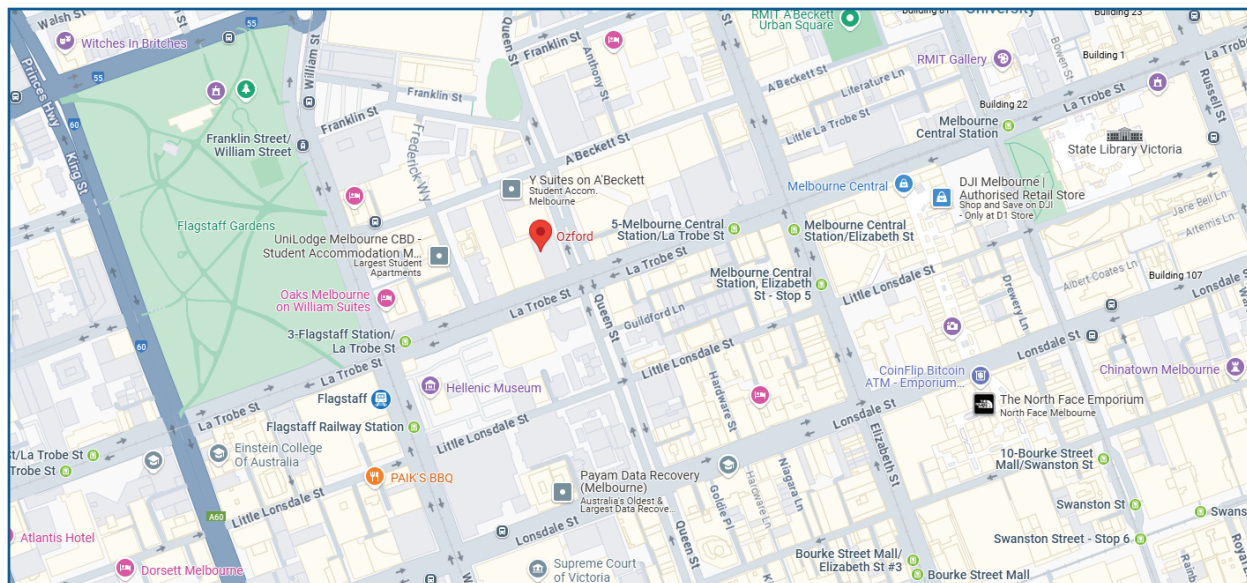 Walsh St
55
William St
Queen St
Franklin St
Anthony St
RMIT A'Beckett
Urban Square
Building 81
University
Building 23
La Trobe St
Witches In Britches
RMIT Gallery
Bowen St
Building 1
Russell St
Princes Hwy
55
A'Beckett St
Literature Ln
Franklin St
Building 22
60
Franklin Street/
William Street
Franklin St
Little La Trobe St
La Trobe St
Melbourne
Central Station
State Library Victoria
King St
Frederick Wy
A'Beckett St
Y Suites on A'Beckett
Student Accom.
Melbourne
Melbourne Central
DJI Melbourne |
Authorised Retail Store
Shop and Save on DJI
- Only at D1 Store
Jane Bell Ln
Artemis Ln
Flagstaff Gardens
UniLodge Melbourne CBD -
Student Accommodation M...
Largest Student
Apartments
Ozford
5-Melbourne Central
Station/La Trobe St
Melbourne Central
Station/Elizabeth St
La Trobe St
Melbourne Central
Station, Elizabeth
St - Stop 5
Little Lonsdale St
Drewery Ln
Albert Coates Ln
Building 107
Oaks Melbourne
on William Suites
La Trobe St
Queen St
Guildford Ln
60
3-Flagstaff Station/
La Trobe St
Lonsdale St
La Trobe St
Hellenic Museum
Little Lonsdale St
Hardware St
CoinFlip Bitcoin
ATM - Emporium...
Chinatown Melbourne
Flagstaff
The North Face Emporium
North Face Melbourne
La Trobe St
Flagstaff Railway Station
Little Lonsdale St
Lonsdale St
Elizabeth St
St/La Trobe St
Trobe St
Einstein College
Of Australia
10-Bourke Street
Mall/Swanston St
PAIK'S BBQ
Payam Data Recovery
(Melbourne)
Australia's Oldest &
Largest Data Recove...
Niagara Ln
Hardware Ln
Goldie Pl
A60
Little Lonsdale St
Lonsdale St
Queen St
Swanston St
Swans
Atlantis Hotel
Swanston Street - Stop 6
Royal
Dorsett Melbourne
Supreme Court
of Victoria
Bourke Street Mall/
Elizabeth St #3
Bourke Street Mall